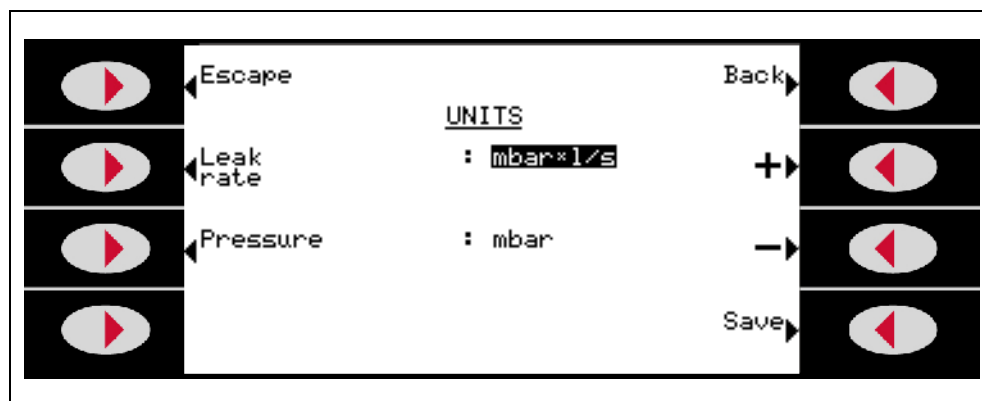 Escape
Back
UNITS
Leak
rate
: mbar×l/s
+
Pressure
: mbar
−
Save